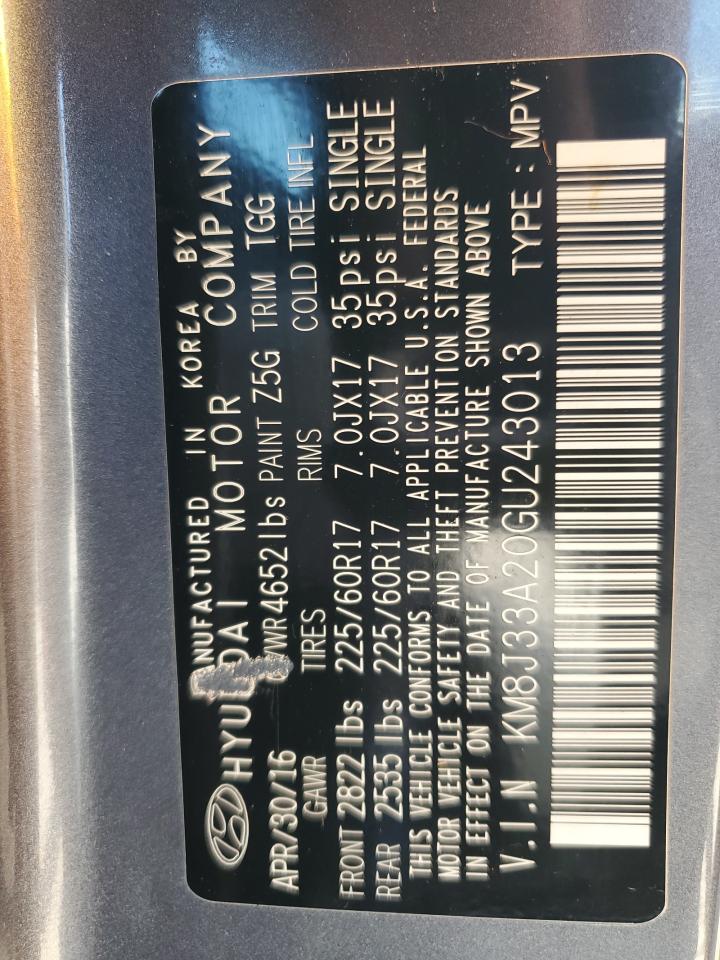 NUFACTURED IN KOREA BY
HYUNDAI MOTOR COMPANY
APR/30/16 GVWR 4652lbs PAINT Z5G TRIM TGG
GAWR TIRES RIMS COLD TIRE INFL
FRONT 2822 lbs 225/60R17 7.0JX17 35psi SINGLE
REAR 2535 lbs 225/60R17 7.0JX17 35psi SINGLE
THIS VEHICLE CONFORMS TO ALL APPLICABLE U.S.A. FEDERAL
MOTOR VEHICLE SAFETY AND THEFT PREVENTION STANDARDS
IN EFFECT ON THE DATE OF MANUFACTURE SHOWN ABOVE
V.I.N KM8J33A20GU243013 TYPE : MPV